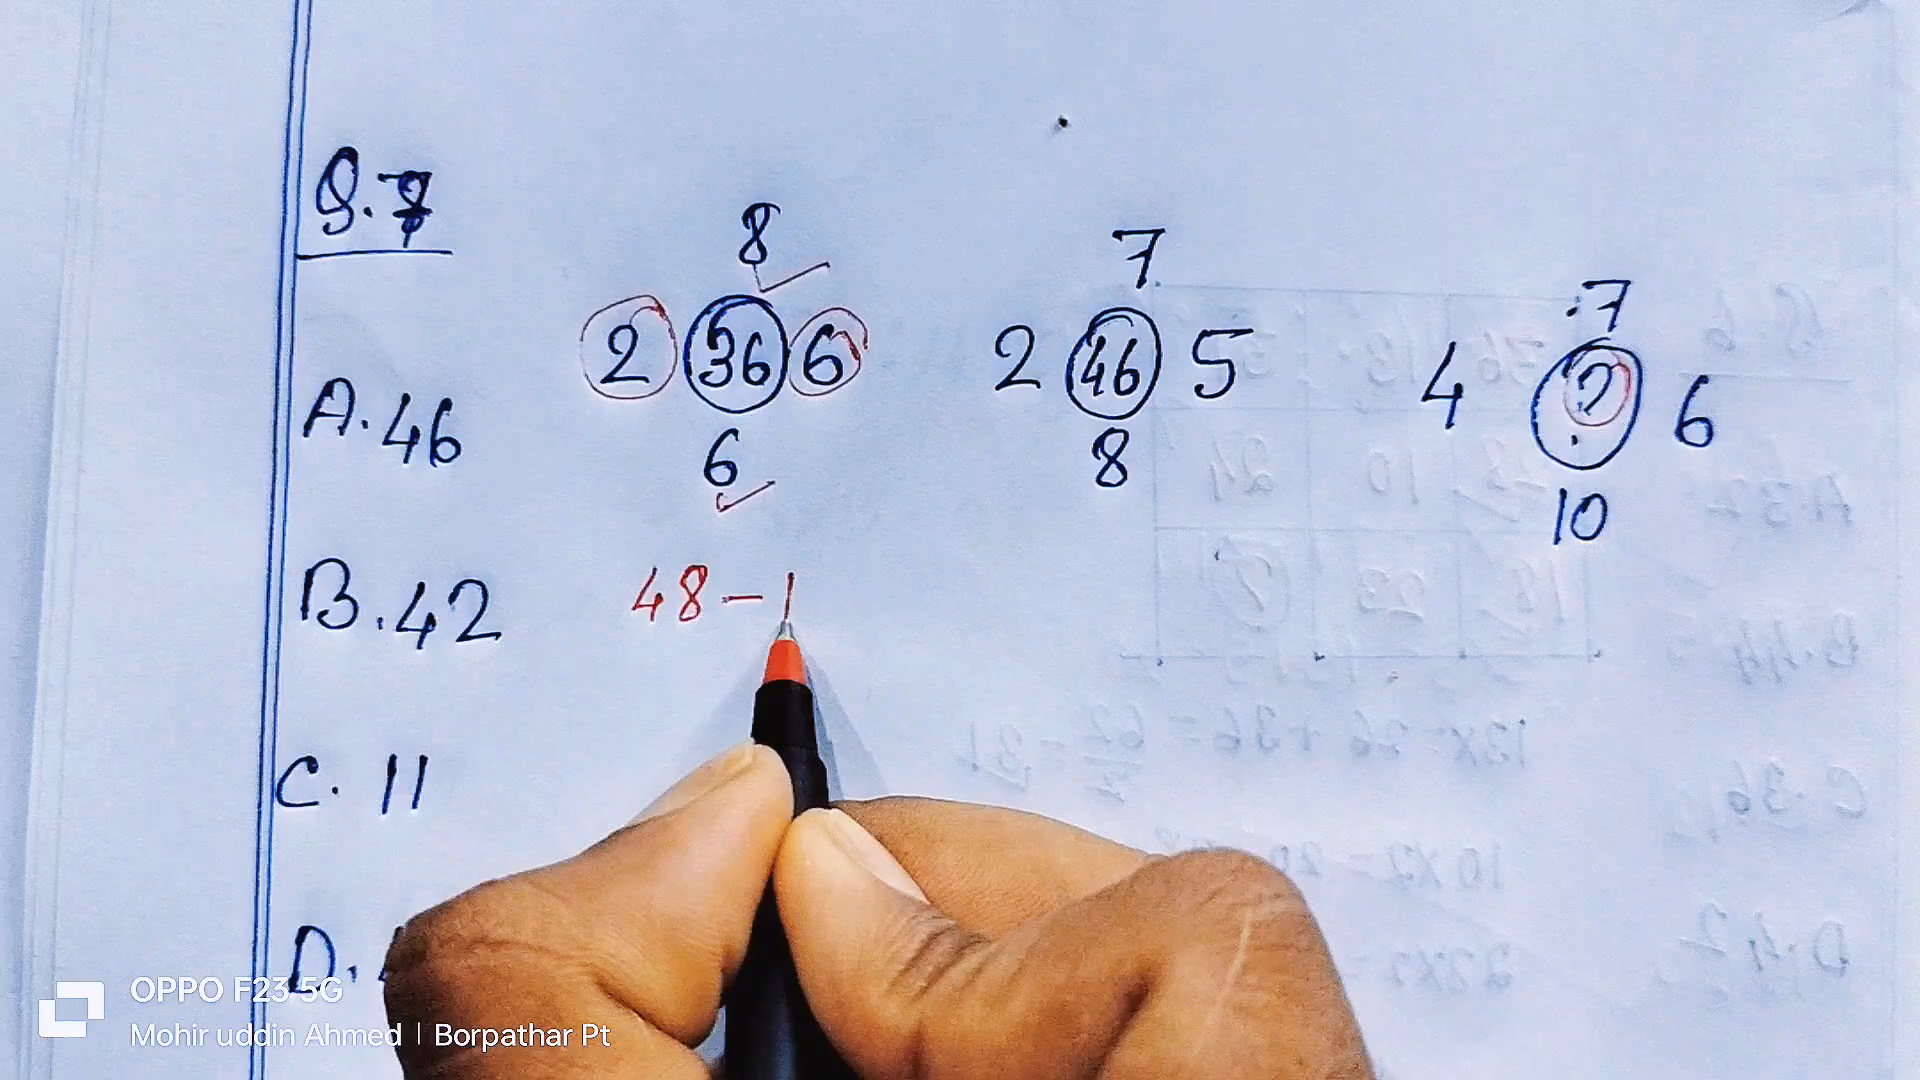 Q.7
8 7 7
2 36 6 2 46 5 4 ? 6
6 8 10
A. 46
B. 42
48 - 1
C. 11
D.
OPPO F23 5G
Mohir uddin Ahmed | Borpathar Pt